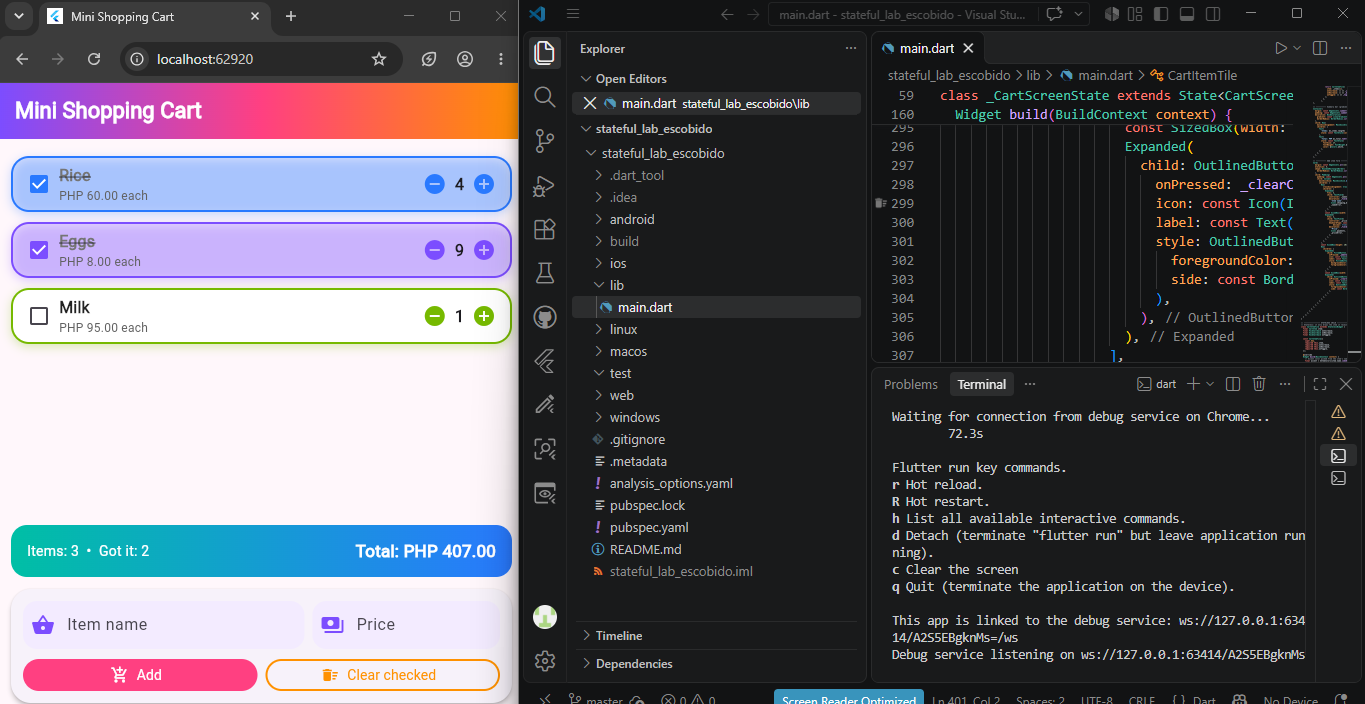 Mini Shopping Cart
localhost:62920
Mini Shopping Cart
Rice
PHP 60.00 each
4
Eggs
PHP 8.00 each
9
Milk
PHP 95.00 each
1
Items: 3 • Got it: 2
Total: PHP 407.00
Item name
Price
Add
Clear checked
main.dart - stateful_lab_escobido - Visual Stu...
Explorer
Open Editors
main.dart stateful_lab_escobido\lib
stateful_lab_escobido
stateful_lab_escobido
.dart_tool
.idea
android
build
ios
lib
main.dart
linux
macos
test
web
windows
.gitignore
.metadata
analysis_options.yaml
pubspec.lock
pubspec.yaml
README.md
stateful_lab_escobido.iml
Timeline
Dependencies
main.dart
stateful_lab_escobido > lib > main.dart > CartItemTile
59 class _CartScreenState extends State<CartScree
160 Widget build(BuildContext context) {
295 const SizedBox(width:
296 Expanded(
297 child: OutlinedButto
298 onPressed: _clearC
299 icon: const Icon(I
300 label: const Text(
301 style: OutlinedBut
302 foregroundColor:
303 side: const Bord
304 ),
305 ), // OutlinedButton
306 ), // Expanded
307 ],
Problems Terminal
dart
Waiting for connection from debug service on Chrome...
72.3s
Flutter run key commands.
r Hot reload.
R Hot restart.
h List all available interactive commands.
d Detach (terminate "flutter run" but leave application run
ning).
c Clear the screen
q Quit (terminate the application on the device).
This app is linked to the debug service: ws://127.0.0.1:634
14/A2S5EBgknMs=/ws
Debug service listening on ws://127.0.0.1:63414/A2S5EBgknMs
master 0 0 Screen Reader Optimized Ln 401, Col 2 Spaces: 2 UTF-8 CRLF { } Dart No Device